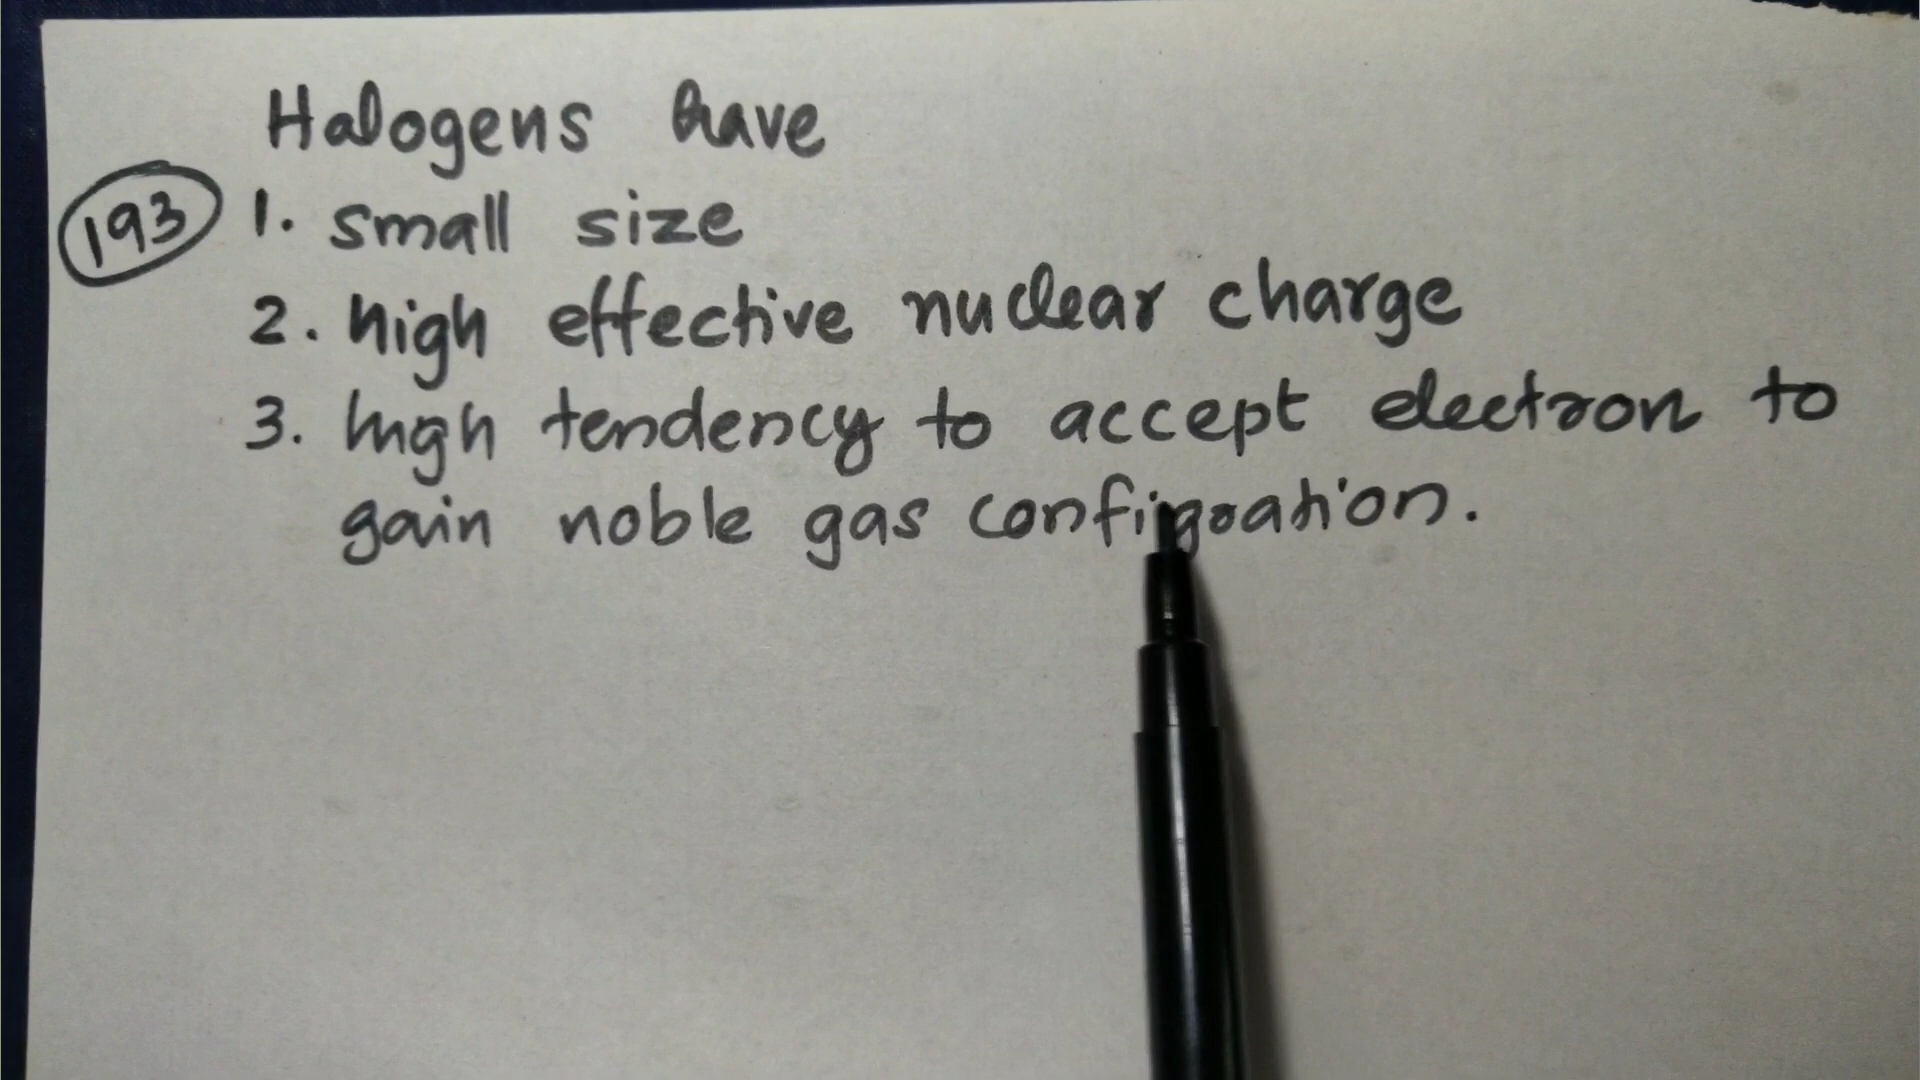 Halogens have
193 1. small size
2. high effective nuclear charge
3. high tendency to accept electron to
gain noble gas configration.